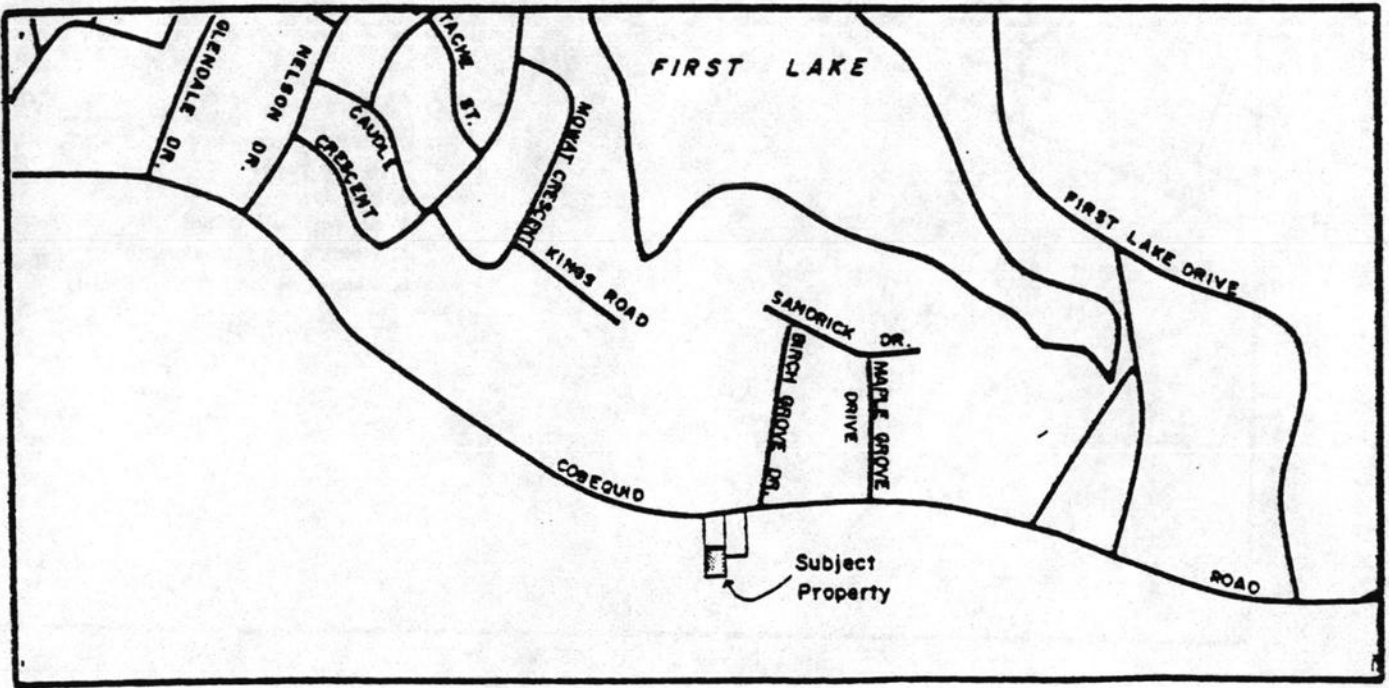 GLENDALE DR.
NELSON DR.
CAUDLE
CRESCENT
TACHE ST.
MOWAT CRESCENT
KINGS ROAD
FIRST LAKE
FIRST LAKE DRIVE
SAMDRICK DR.
BIRCH GROVE DR.
MAPLE GROVE
DRIVE
COBEQUID
ROAD
Subject
Property